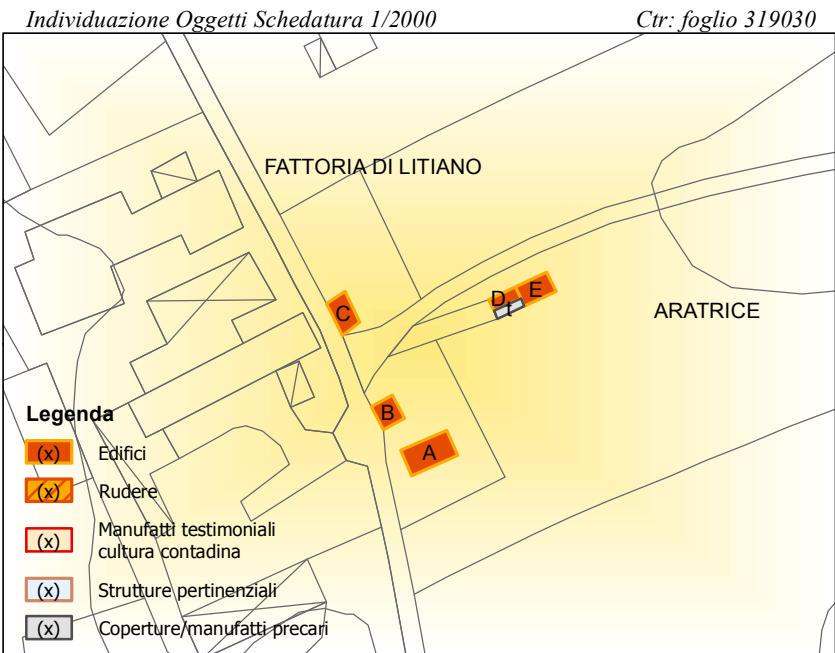 Individuazione Oggetti Schedatura 1/2000 Ctr: foglio 319030
FATTORIA DI LITIANO
C
D
E
t
ARATRICE
B
A
Legenda
(x) Edifici
(x) Rudere
(x) Manufatti testimoniali
cultura contadina
(x) Strutture pertinenziali
(x) Coperture/manufatti precari